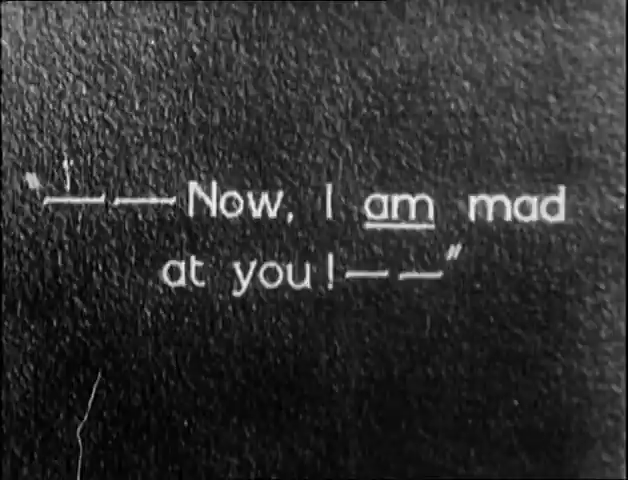 "— — Now, I am mad
at you! — —"